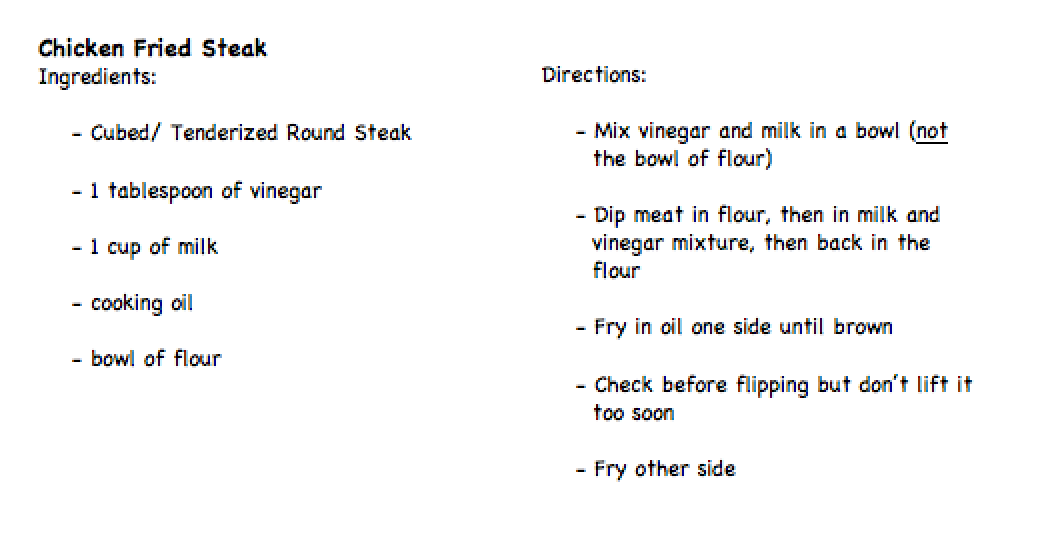 Chicken Fried Steak
Ingredients:
- Cubed/ Tenderized Round Steak
- 1 tablespoon of vinegar
- 1 cup of milk
- cooking oil
- bowl of flour
Directions:
- Mix vinegar and milk in a bowl (not
the bowl of flour)
- Dip meat in flour, then in milk and
vinegar mixture, then back in the
flour
- Fry in oil one side until brown
- Check before flipping but don't lift it
too soon
- Fry other side